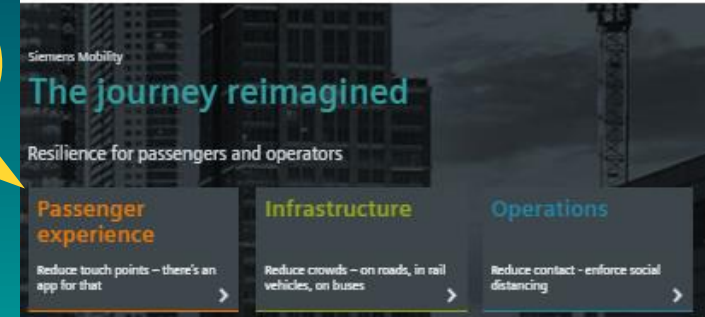 Siemens Mobility
The journey reimagined
Resilience for passengers and operators
Passenger
experience
Reduce touch points – there's an
app for that
Infrastructure
Reduce crowds – on roads, in rail
vehicles, on buses
Operations
Reduce contact - enforce social
distancing